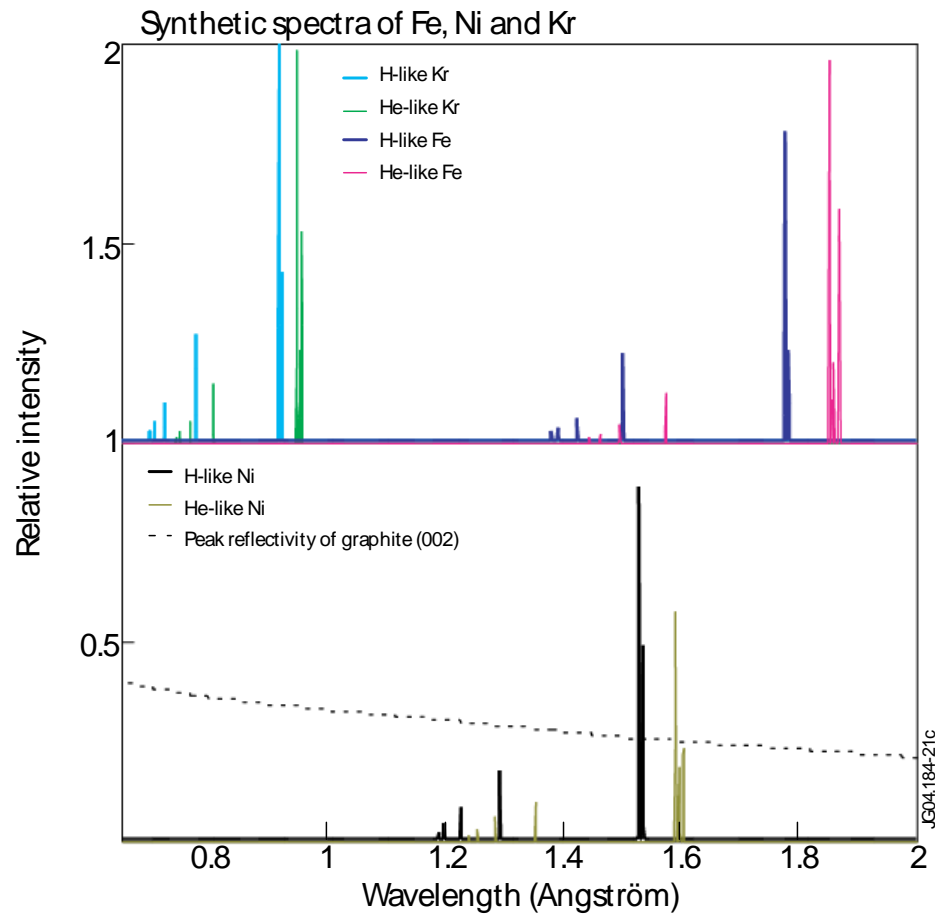 Synthetic spectra of Fe, Ni and Kr
2
H-like Kr
He-like Kr
H-like Fe
He-like Fe
1.5
1
Relative intensity
H-like Ni
He-like Ni
Peak reflectivity of graphite (002)
0.5
JG04.184-21c
0.8 1 1.2 1.4 1.6 1.8 2
Wavelength (Angström)